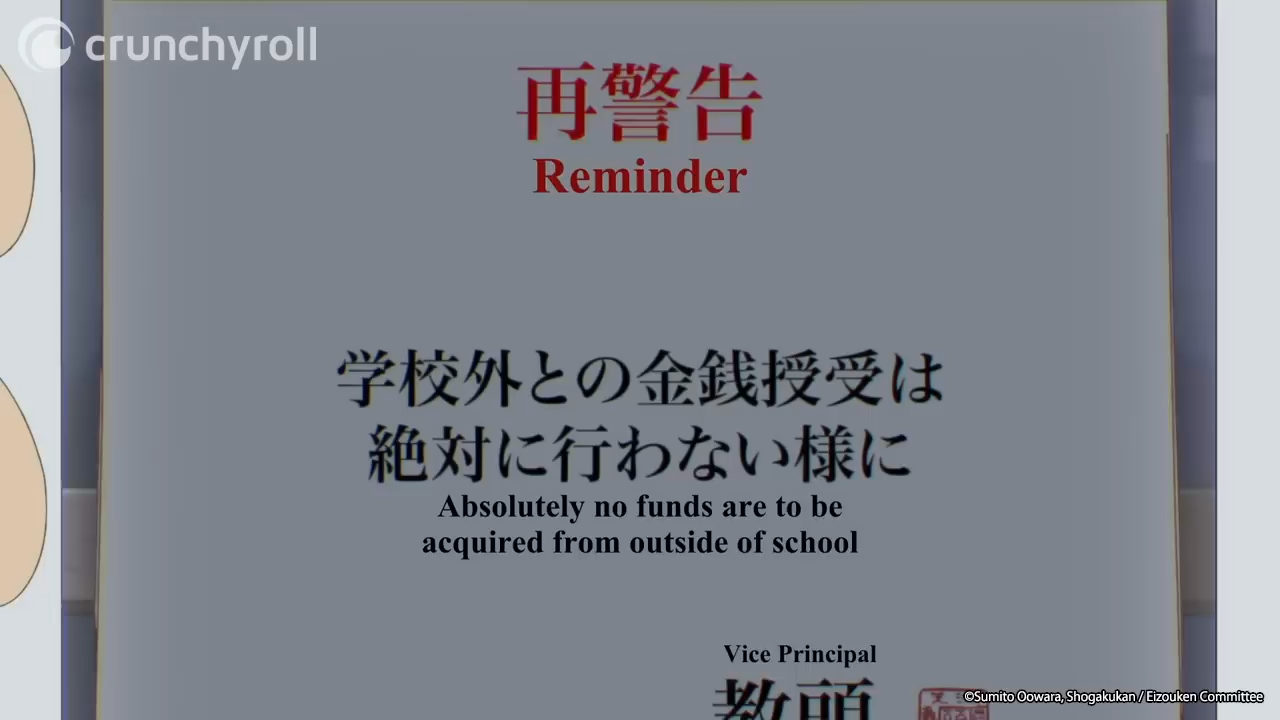 crunchyroll
再警告
Reminder
学校外との金銭授受は
絶対に行わない様に
Absolutely no funds are to be
acquired from outside of school
Vice Principal
教頭
©Sumito Oowara, Shogakukan / Eizouken Committee